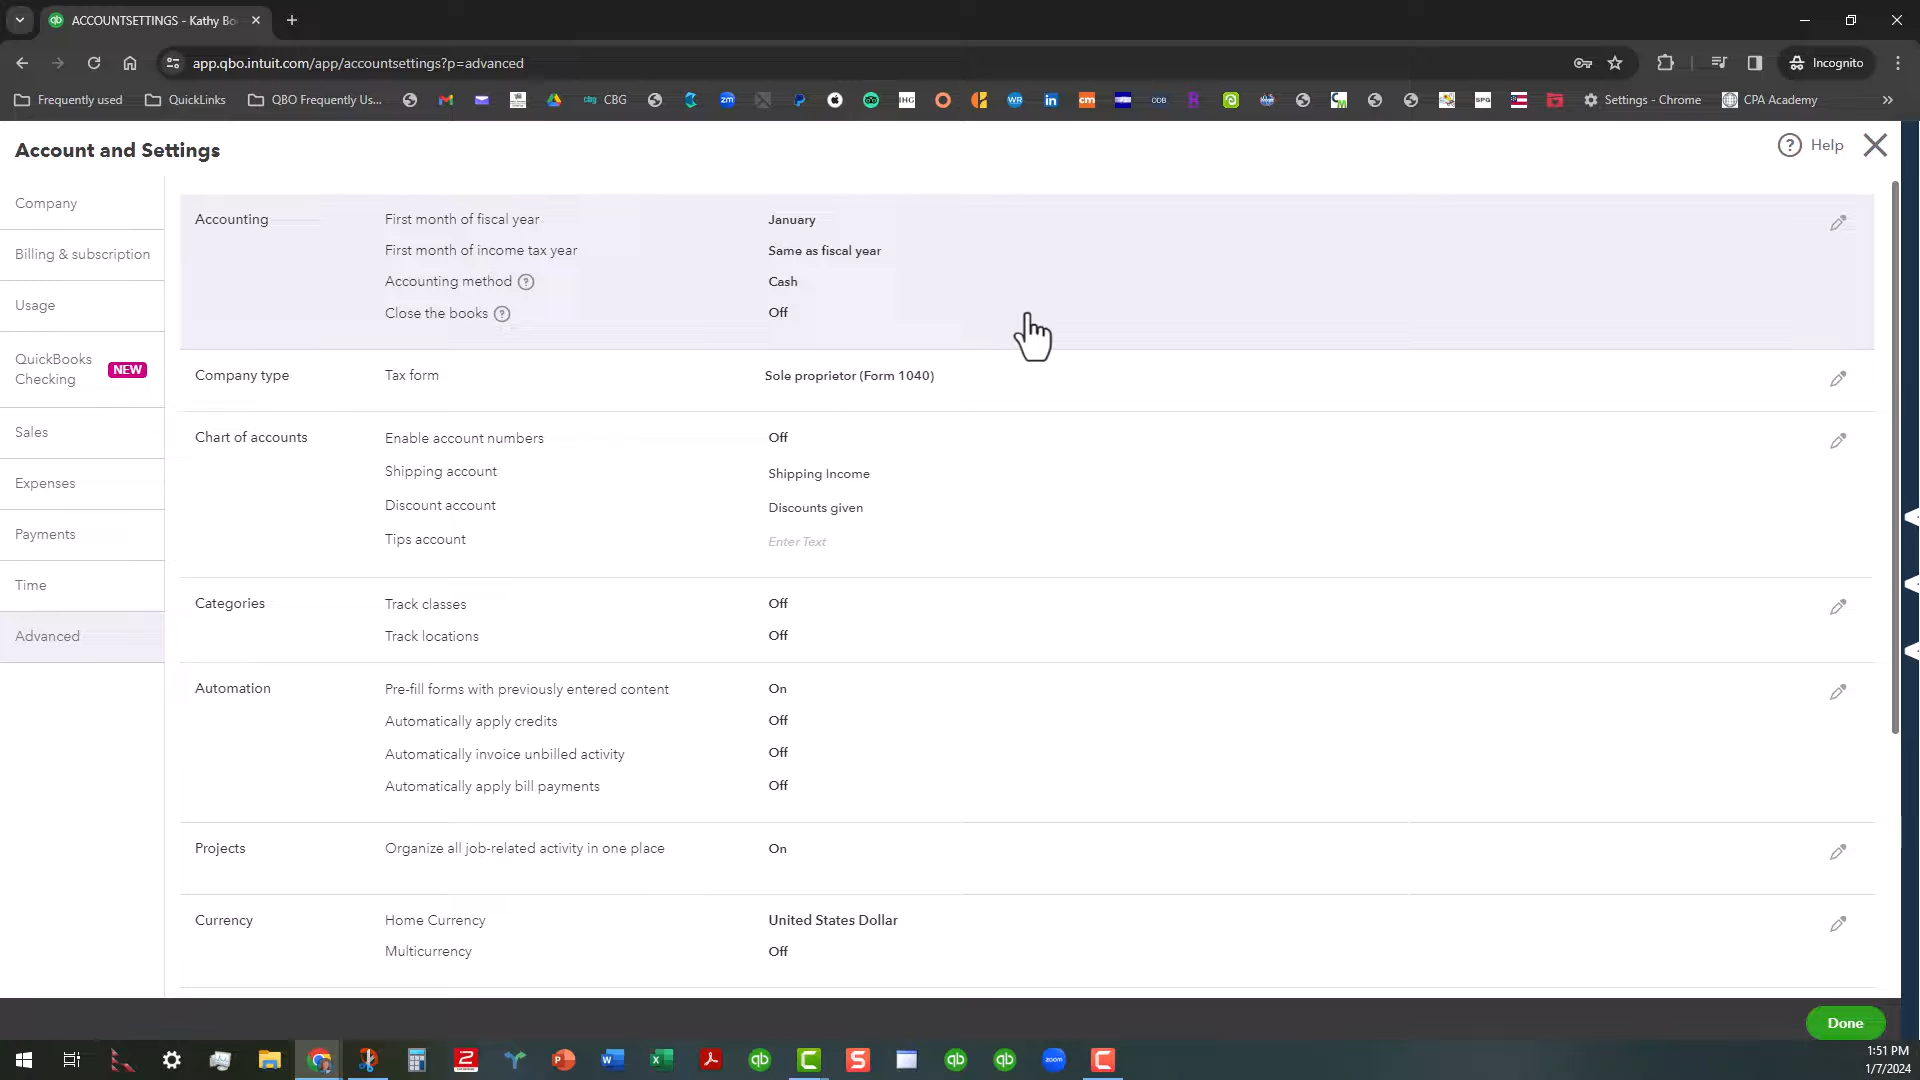 ACCOUNTSETTINGS - Kathy Bo
app.qbo.intuit.com/app/accountsettings?p=advanced
Incognito
Frequently used
QuickLinks
QBO Frequently Us...
CBG
Settings - Chrome
CPA Academy
Account and Settings
Help
Company
Billing & subscription
Usage
QuickBooks
Checking
NEW
Sales
Expenses
Payments
Time
Advanced
Accounting
First month of fiscal year
January
First month of income tax year
Same as fiscal year
Accounting method
Cash
Close the books
Off
Company type
Tax form
Sole proprietor (Form 1040)
Chart of accounts
Enable account numbers
Off
Shipping account
Shipping Income
Discount account
Discounts given
Tips account
Enter Text
Categories
Track classes
Off
Track locations
Off
Automation
Pre-fill forms with previously entered content
On
Automatically apply credits
Off
Automatically invoice unbilled activity
Off
Automatically apply bill payments
Off
Projects
Organize all job-related activity in one place
On
Currency
Home Currency
United States Dollar
Multicurrency
Off
Done
1:51 PM
1/7/2024